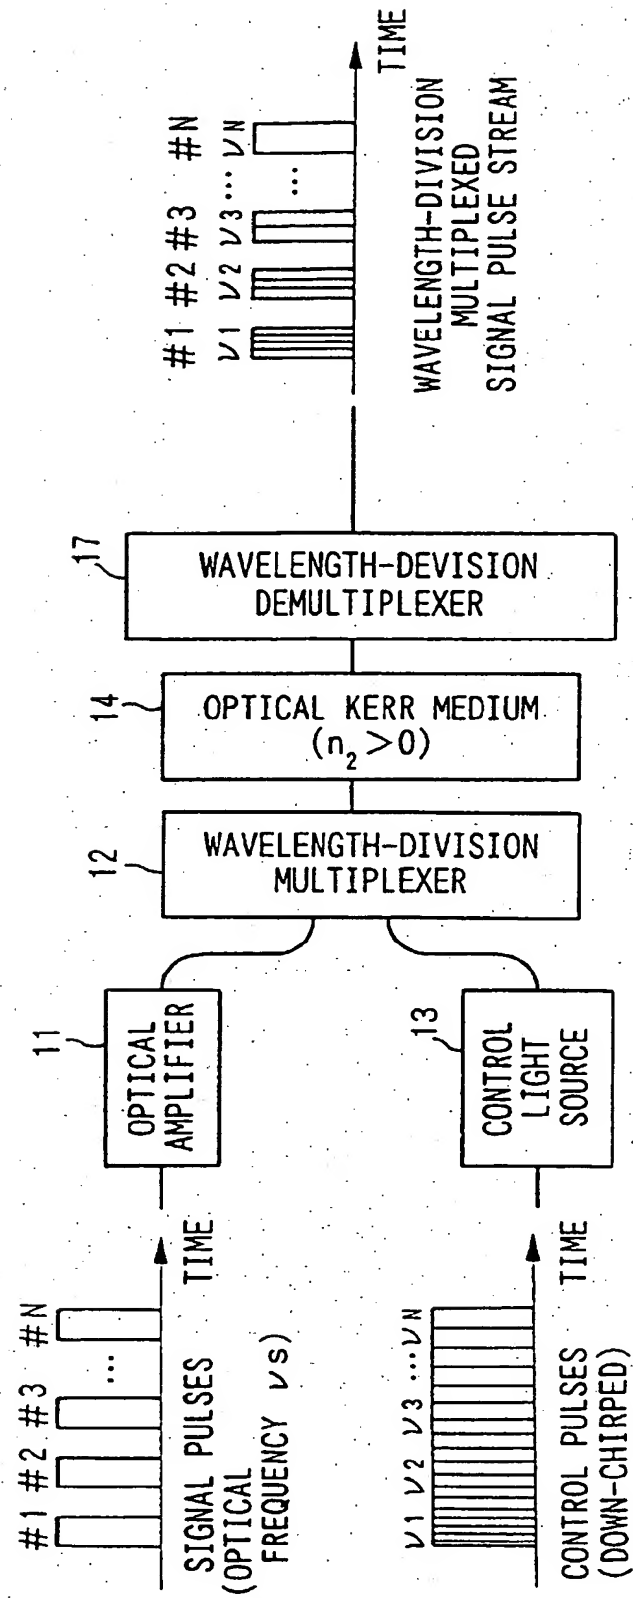 #1 #2 #3 #N
...
TIME
SIGNAL PULSES
(OPTICAL
FREQUENCY νs)
ν1 ν2 ν3 ...νN
TIME
CONTROL PULSES
(DOWN-CHIRPED)
11
OPTICAL
AMPLIFIER
13
CONTROL
LIGHT
SOURCE
12
WAVELENGTH-DIVISION
MULTIPLEXER
14
OPTICAL KERR MEDIUM
(n2>0)
17
WAVELENGTH-DEVISION
DEMULTIPLEXER
#1 #2 #3 #N
ν1 ν2 ν3 ... νN
...
TIME
WAVELENGTH-DIVISION
MULTIPLEXED
SIGNAL PULSE STREAM